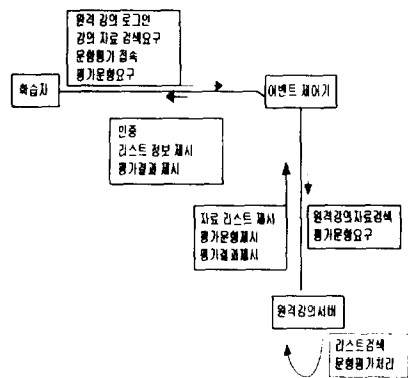 원격 강의 로그인
강의 자료 검색요구
문항평가 접속
평가문항요구
학습자
이벤트 제어기
인증
리스트 정보 제시
평가결과 제시
자료 리스트 제시
평가문항제시
평가결과제시
원격강의자료검색
평가문항요구
원격강의서버
리스트검색
문항평가처리